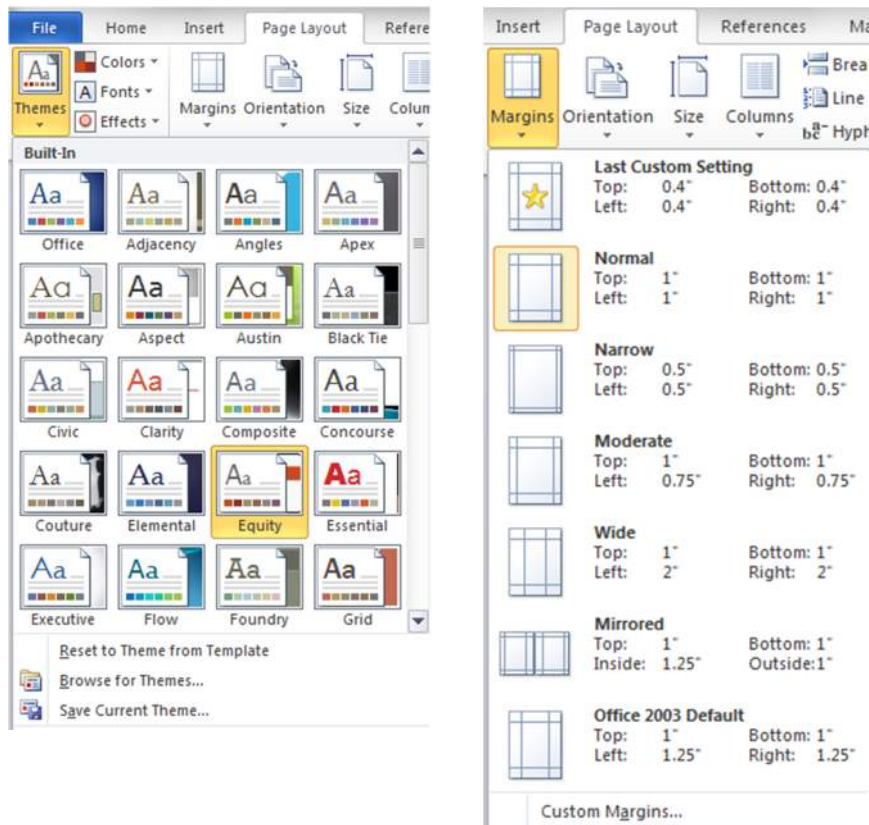 File Home Insert Page Layout Refere
Aa Colors
A Fonts
Effects
Themes Margins Orientation Size Colum
Built-In
Aa Aa Aa Aa
Office Adjacency Angles Apex
Aa Aa Aa Aa
Apothecary Aspect Austin Black Tie
Aa Aa Aa Aa
Civic Clarity Composite Concourse
Aa Aa Aa Aa
Couture Elemental Equity Essential
Aa Aa Aa Aa
Executive Flow Foundry Grid
Reset to Theme from Template
Browse for Themes...
Save Current Theme...
Insert Page Layout References Ma
Brea
Line
Margins Orientation Size Columns
bc a- Hyph
Last Custom Setting
Top: 0.4" Bottom: 0.4"
Left: 0.4" Right: 0.4"
Normal
Top: 1" Bottom: 1"
Left: 1" Right: 1"
Narrow
Top: 0.5" Bottom: 0.5"
Left: 0.5" Right: 0.5"
Moderate
Top: 1" Bottom: 1"
Left: 0.75" Right: 0.75"
Wide
Top: 1" Bottom: 1"
Left: 2" Right: 2"
Mirrored
Top: 1" Bottom: 1"
Inside: 1.25" Outside:1"
Office 2003 Default
Top: 1" Bottom: 1"
Left: 1.25" Right: 1.25"
Custom Margins...